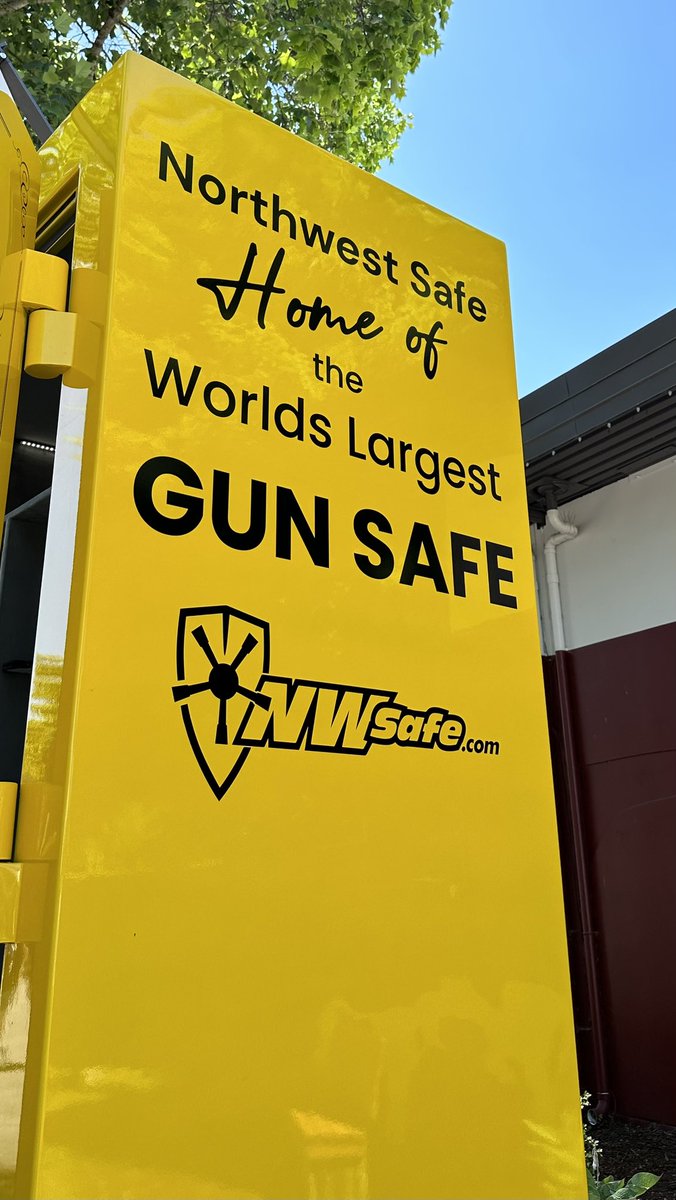 Northwest Safe
Home of
the
Worlds Largest
GUN SAFE
NWsafe.com